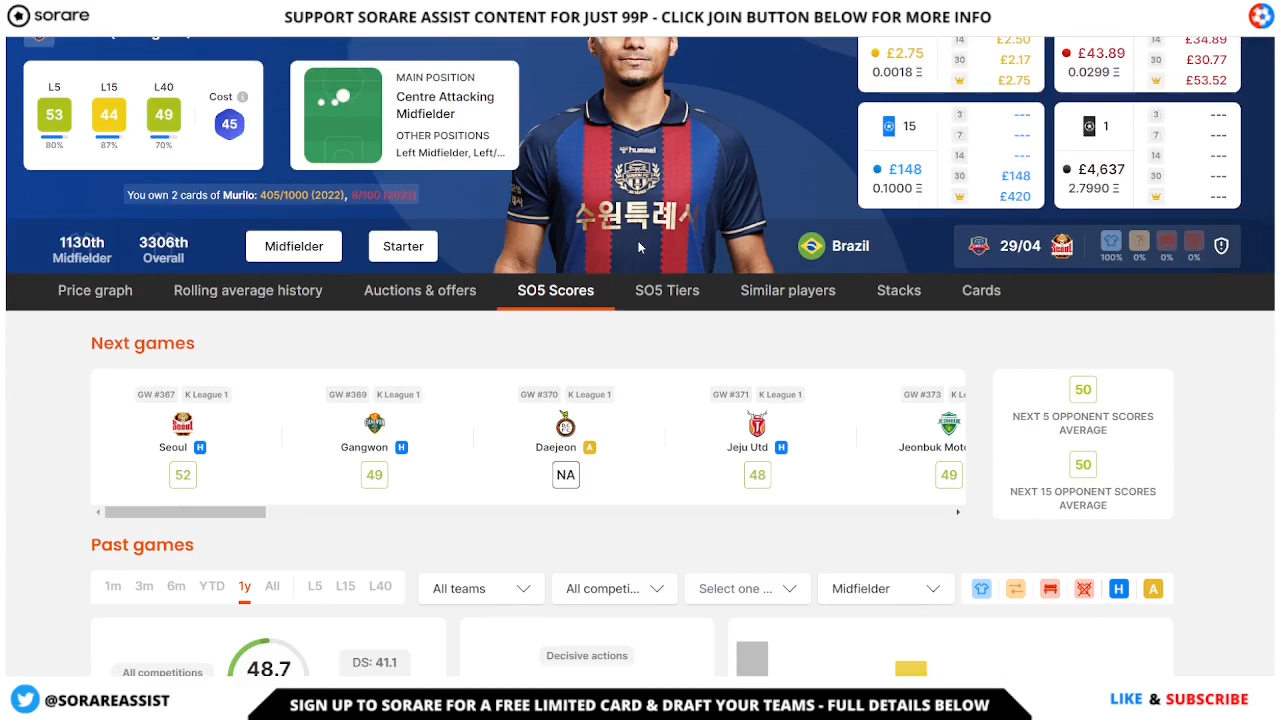 sorare
SUPPORT SORARE ASSIST CONTENT FOR JUST 99P - CLICK JOIN BUTTON BELOW FOR MORE INFO
L5 L15 L40
Cost
53 44 49 45
80% 87% 70%
MAIN POSITION
Centre Attacking
Midfielder
OTHER POSITIONS
Left Midfielder, Left/...
£2.75
0.0018 Ξ
14 £2.50
30 £2.17
£2.75
£43.89
0.0299 Ξ
14 £34.89
30 £30.77
£53.52
15
£148
0.1000 Ξ
3 ---
7 ---
14 ---
30 £148
£420
1
£4,637
2.7990 Ξ
3 ---
7 ---
14 ---
30 ---
---
You own 2 cards of Murilo: 405/1000 (2022), 8/100 (2022)
hummel
수원특례시
1130th
Midfielder
3306th
Overall
Midfielder
Starter
Brazil
29/04
100% 0% 0% 0%
Price graph Rolling average history Auctions & offers SO5 Scores SO5 Tiers Similar players Stacks Cards
Next games
GW #367 K League 1
Seoul H
52
GW #369 K League 1
Gangwon H
49
GW #370 K League 1
Daejeon A
NA
GW #371 K League 1
Jeju Utd H
48
GW #373 K Le
Jeonbuk Mot
49
50
NEXT 5 OPPONENT SCORES
AVERAGE
50
NEXT 15 OPPONENT SCORES
AVERAGE
Past games
1m 3m 6m YTD 1y All L5 L15 L40
All teams
All competi...
Select one ...
Midfielder
H A
All competitions
48.7
DS: 41.1
Decisive actions
@SORAREASSIST
SIGN UP TO SORARE FOR A FREE LIMITED CARD & DRAFT YOUR TEAMS - FULL DETAILS BELOW
LIKE & SUBSCRIBE